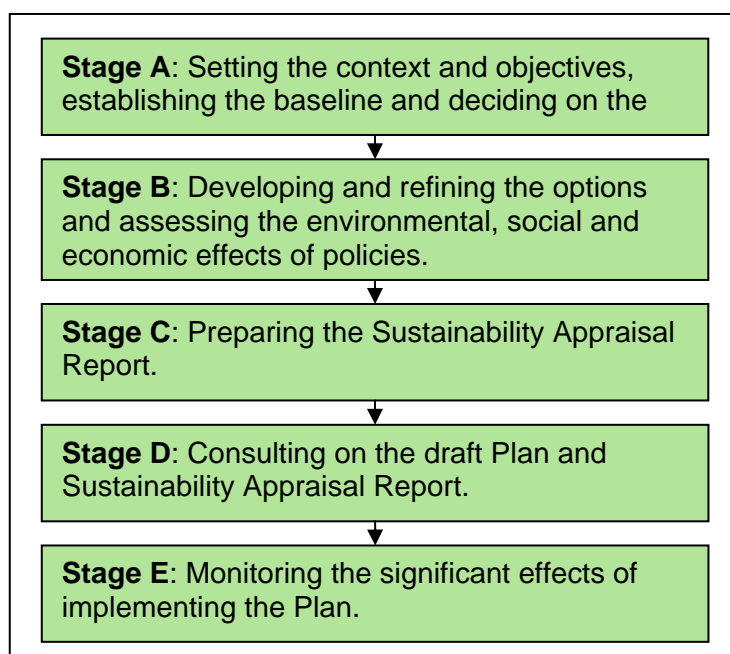 Stage A: Setting the context and objectives,
establishing the baseline and deciding on the
Stage B: Developing and refining the options
and assessing the environmental, social and
economic effects of policies.
Stage C: Preparing the Sustainability Appraisal
Report.
Stage D: Consulting on the draft Plan and
Sustainability Appraisal Report.
Stage E: Monitoring the significant effects of
implementing the Plan.